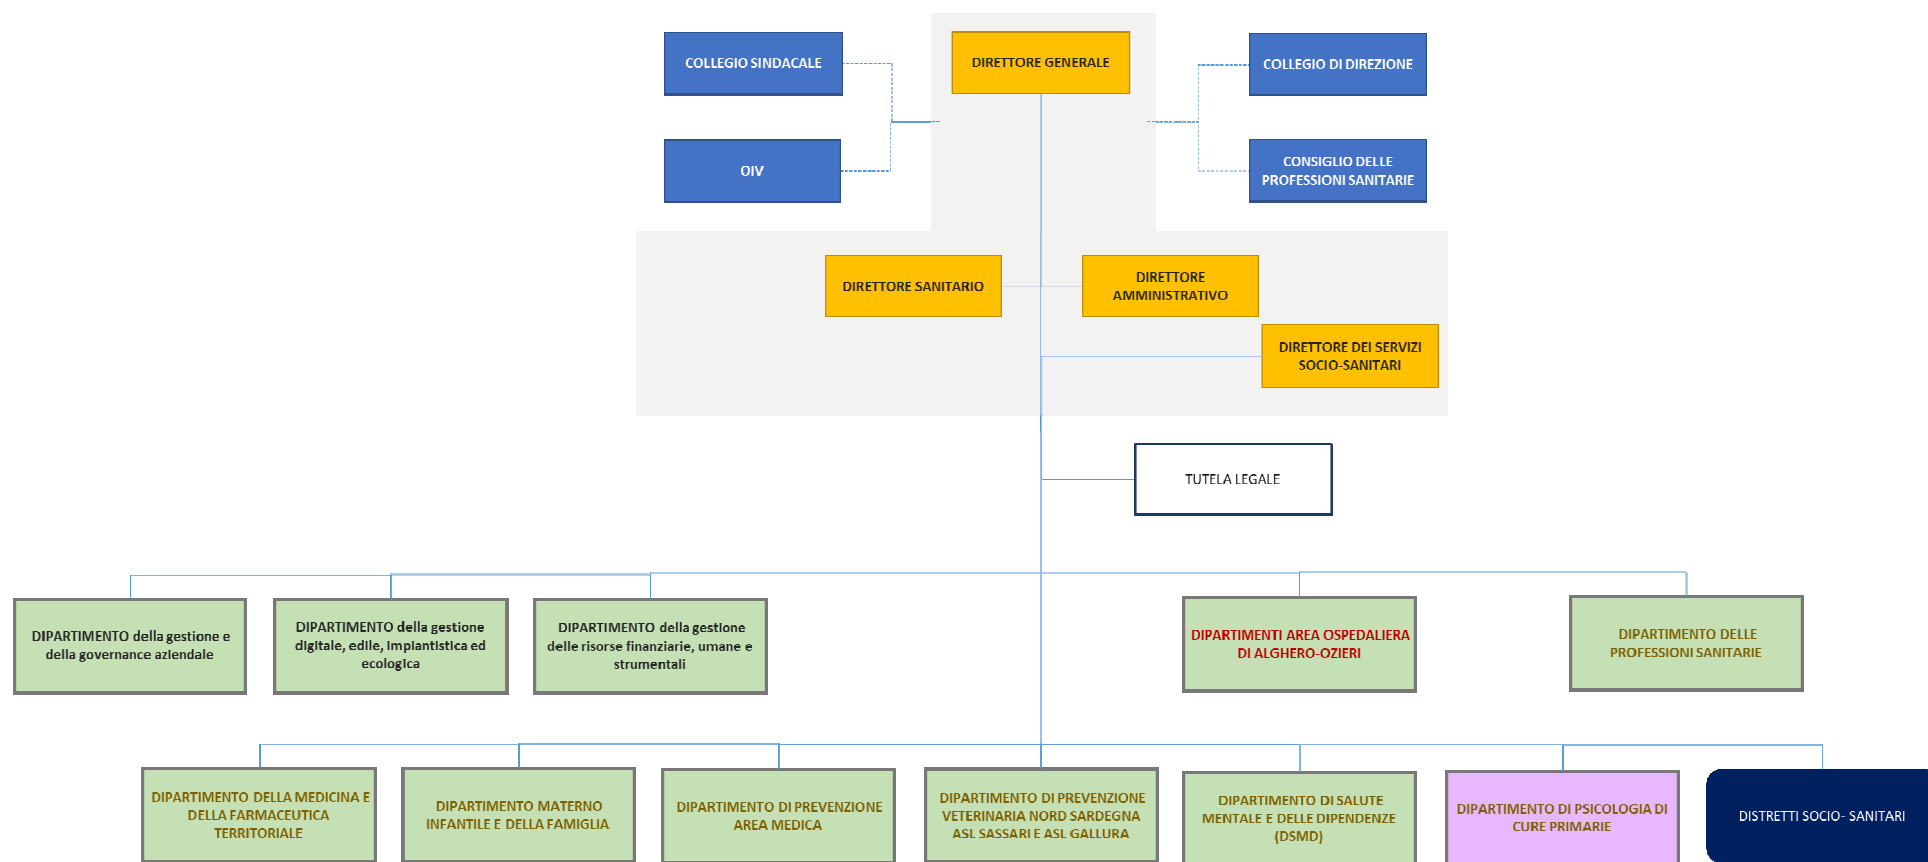 COLLEGIO SINDACALE
DIRETTORE GENERALE
COLLEGIO DI DIREZIONE
OIV
CONSIGLIO DELLE
PROFESSIONI SANITARIE
DIRETTORE SANITARIO
DIRETTORE
AMMINISTRATIVO
DIRETTORE DEI SERVIZI
SOCIO-SANITARI
TUTELA LEGALE
DIPARTIMENTO della gestione e
della governance aziendale
DIPARTIMENTO della gestione
digitale, edile, impiantistica ed
ecologica
DIPARTIMENTO della gestione
delle risorse finanziarie, umane e
strumentali
DIPARTIMENTI AREA OSPEDALIERA
DI ALGHERO-OZIERI
DIPARTIMENTO DELLE
PROFESSIONI SANITARIE
DIPARTIMENTO DELLA MEDICINA E
DELLA FARMACEUTICA
TERRITORIALE
DIPARTIMENTO MATERNO
INFANTILE E DELLA FAMIGLIA
DIPARTIMENTO DI PREVENZIONE
AREA MEDICA
DIPARTIMENTO DI PREVENZIONE
VETERINARIA NORD SARDEGNA
ASL SASSARI E ASL GALLURA
DIPARTIMENTO DI SALUTE
MENTALE E DELLE DIPENDENZE
(DSMD)
DIPARTIMENTO DI PSICOLOGIA DI
CURE PRIMARIE
DISTRETTI SOCIO- SANITARI